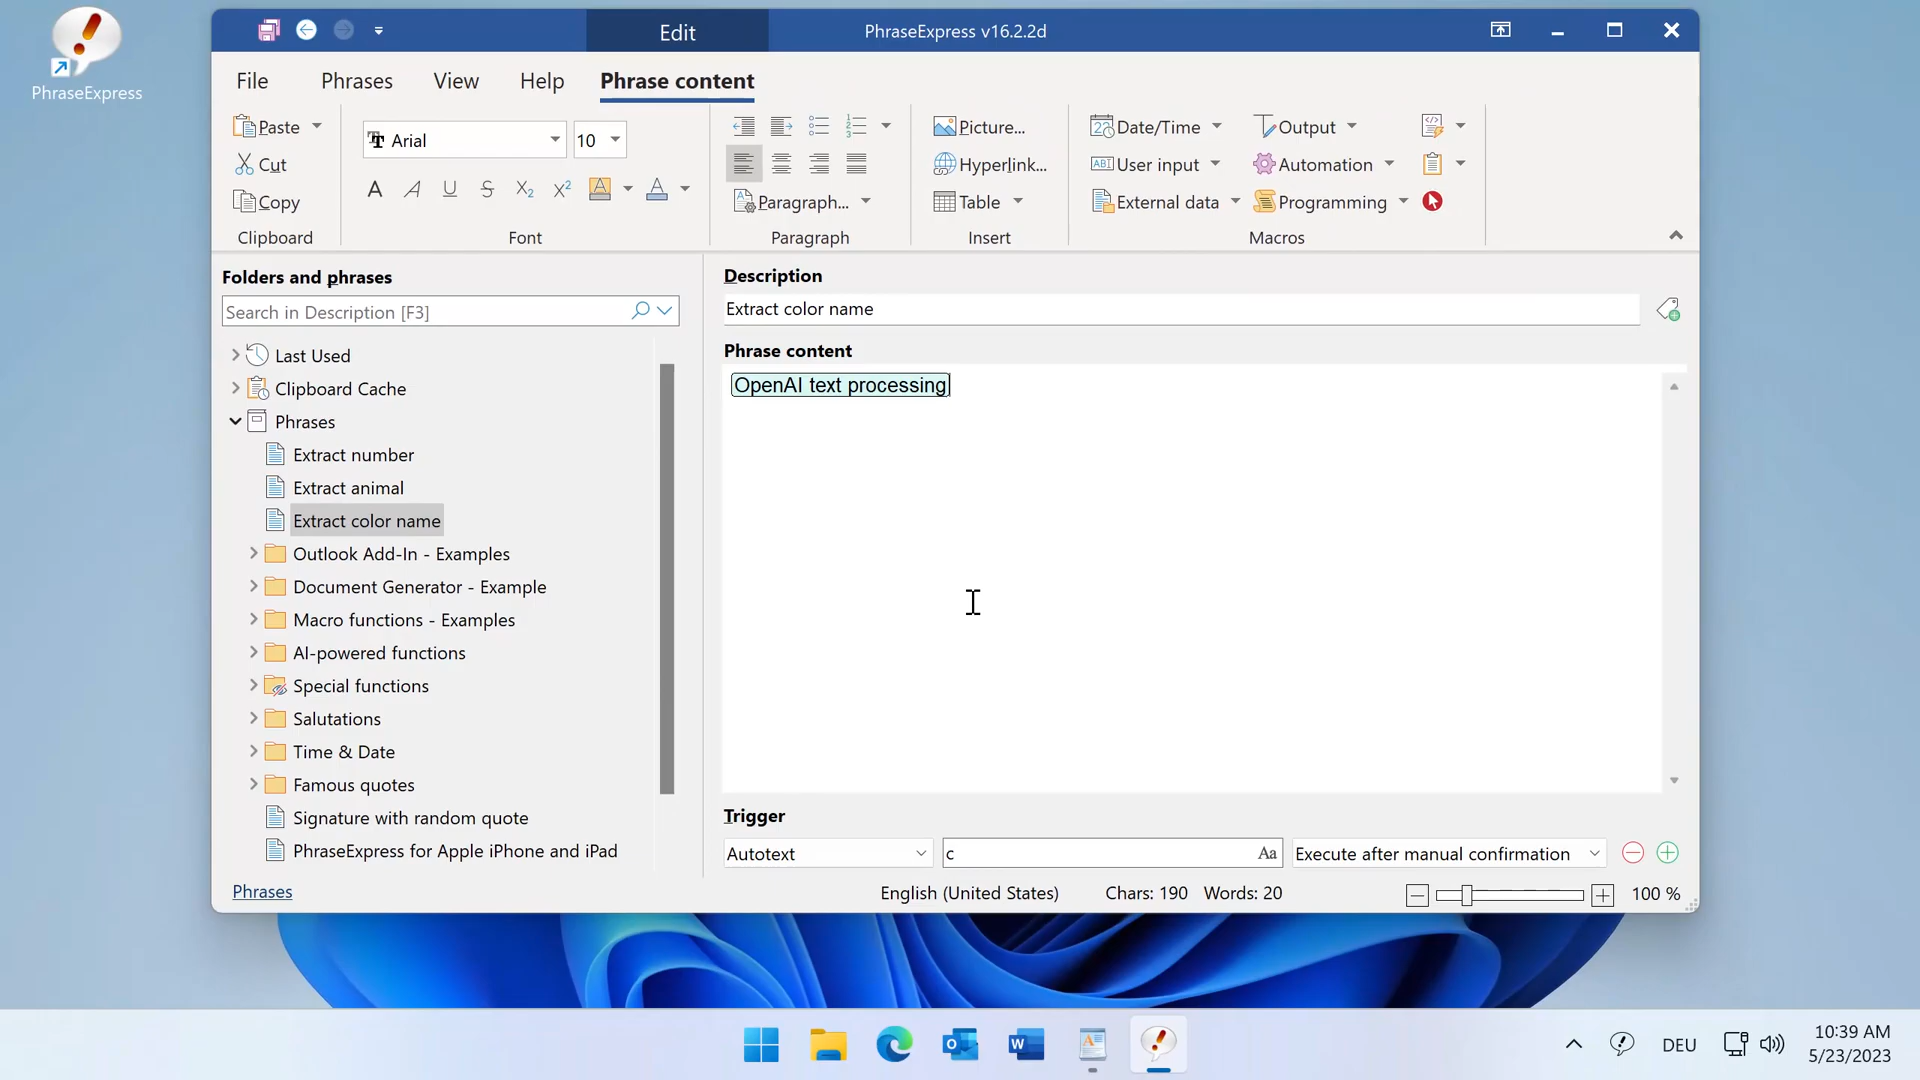 PhraseExpress
Edit
PhraseExpress v16.2.2d
File
Phrases
View
Help
Phrase content
Paste
Cut
Copy
Clipboard
Arial
10
Font
Paragraph...
Paragraph
Picture...
Hyperlink...
Table
Insert
Date/Time
User input
External data
Output
Automation
Programming
Macros
Folders and phrases
Search in Description [F3]
Last Used
Clipboard Cache
Phrases
Extract number
Extract animal
Extract color name
Outlook Add-In - Examples
Document Generator - Example
Macro functions - Examples
AI-powered functions
Special functions
Salutations
Time & Date
Famous quotes
Signature with random quote
PhraseExpress for Apple iPhone and iPad
Phrases
Description
Extract color name
Phrase content
OpenAI text processing
Trigger
Autotext
c
Aa
Execute after manual confirmation
English (United States)
Chars: 190
Words: 20
100 %
DEU
10:39 AM
5/23/2023